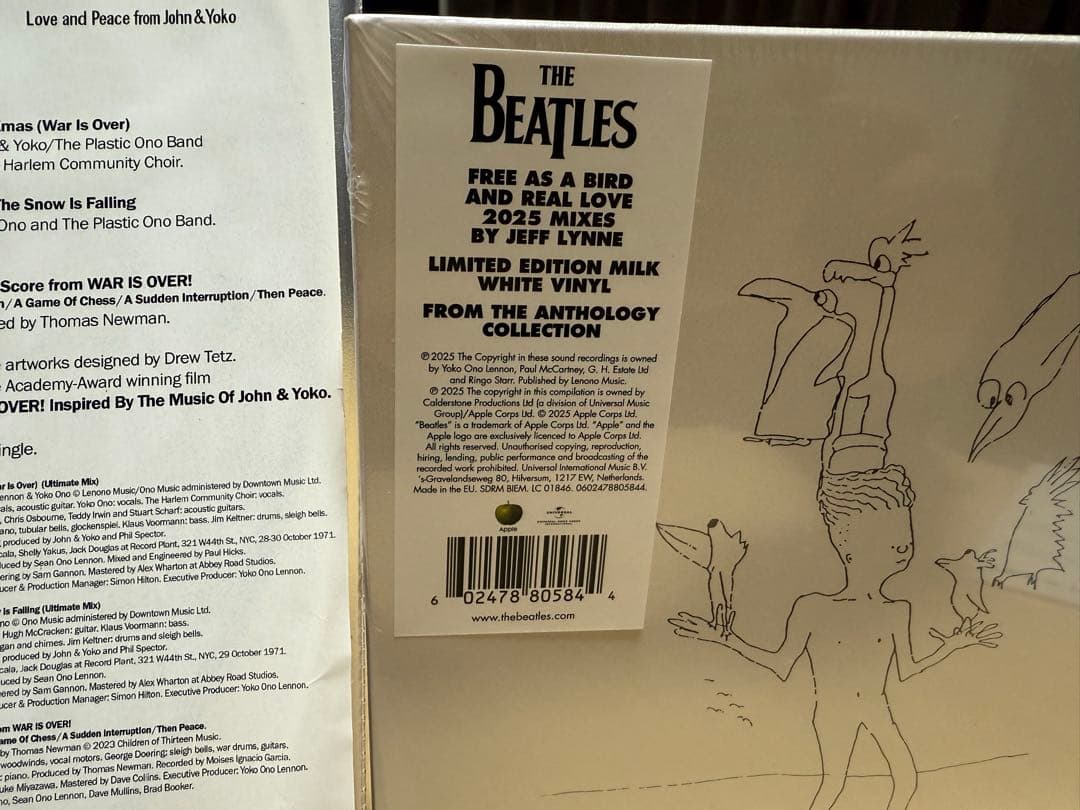 Love and Peace from John & Yoko
(War Is Over)
& Yoko/The Plastic Ono Band
Harlem Community Choir.
The Snow Is Falling
Ono and The Plastic Ono Band.
Score from WAR IS OVER!
/A Game Of Chess/A Sudden Interruption/Then Peace.
by Thomas Newman.
artworks designed by Drew Tetz.
Academy-Award winning film
OVER! Inspired By The Music Of John & Yoko.
Is Over) (Ultimate Mix)
& Yoko Ono © Lenono Music/Ono Music administered by Downtown Music Ltd.
acoustic guitar. Yoko Ono: vocals. The Harlem Community Choir: vocals.
Chris Osbourne, Teddy Irwin and Stuart Scharf: acoustic guitars.
tubular bells, glockenspiel. Klaus Voormann: bass. Jim Keltner: drums, sleigh bells.
produced by John & Yoko and Phil Spector.
Shelly Yakus, Jack Douglas at Record Plant, 321 W44th St., NYC, 28-30 October 1971.
by Sean Ono Lennon. Mixed and Engineered by Paul Hicks.
by Sam Gannon. Mastered by Alex Wharton at Abbey Road Studios.
& Production Manager: Simon Hilton. Executive Producer: Yoko Ono Lennon.
Is Falling (Ultimate Mix)
© Ono Music administered by Downtown Music Ltd.
Hugh McCracken: guitar. Klaus Voormann: bass.
and chimes. Jim Keltner: drums and sleigh bells.
produced by John & Yoko and Phil Spector.
Jack Douglas at Record Plant, 321 W44th St., NYC, 29 October 1971.
by Sean Ono Lennon.
by Sam Gannon. Mastered by Alex Wharton at Abbey Road Studios.
& Production Manager: Simon Hilton. Executive Producer: Yoko Ono Lennon.
WAR IS OVER!
Of Chess/A Sudden Interruption/Then Peace.
by Thomas Newman © 2023 Children of Thirteen Music.
woodwinds, vocal motors. George Doering: sleigh bells, war drums, guitars.
piano. Produced by Thomas Newman. Recorded by Moises Ignacio Garcia.
Miyazawa. Mastered by Dave Collins. Executive Producer: Yoko Ono Lennon.
Sean Ono Lennon, Dave Mullins, Brad Booker.
THE
BEATLES
FREE AS A BIRD
AND REAL LOVE
2025 MIXES
BY JEFF LYNNE
LIMITED EDITION MILK
WHITE VINYL
FROM THE ANTHOLOGY
COLLECTION
℗ 2025 The Copyright in these sound recordings is owned
by Yoko Ono Lennon, Paul McCartney, G. H. Estate Ltd
and Ringo Starr. Published by Lenono Music.
℗ 2025 The copyright in this compilation is owned by
Calderstone Productions Ltd (a division of Universal Music
Group)/Apple Corps Ltd. © 2025 Apple Corps Ltd.
"Beatles" is a trademark of Apple Corps Ltd. "Apple" and the
Apple logo are exclusively licenced to Apple Corps Ltd.
All rights reserved. Unauthorised copying, reproduction,
hiring, lending, public performance and broadcasting of the
recorded work prohibited. Universal International Music B.V.
's-Gravelandseweg 80, Hilversum, 1217 EW, Netherlands.
Made in the EU. SDRM BIEM. LC 01846. 0602478805844.
Apple
6 02478 80584 4
www.thebeatles.com